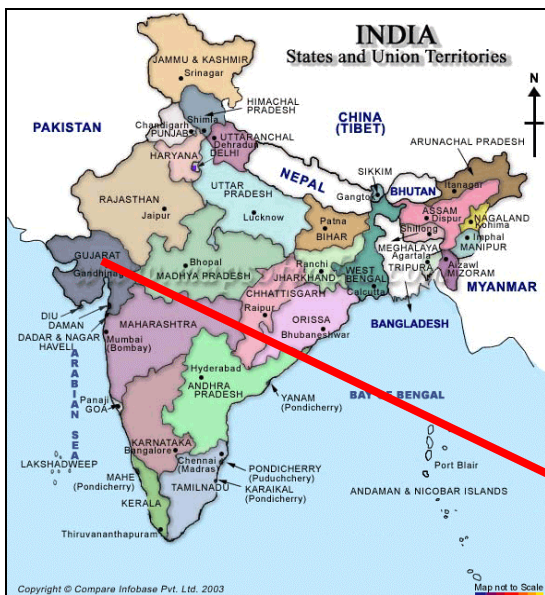 INDIA
States and Union Territories
JAMMU & KASHMIR
Srinagar
HIMACHAL
PRADESH
Shimla
Chandigarh
PUNJAB
PAKISTAN
CHINA
(TIBET)
N
UTTARANCHAL
Dehradun
HARYANA
DELHI
ARUNACHAL PRADESH
SIKKIM
NEPAL
BHUTAN
Itanagar
Gangtok
RAJASTHAN
Jaipur
UTTAR
PRADESH
Lucknow
ASSAM
Dispur
NAGALAND
Kohima
Patna
BIHAR
Shillong
MEGHALAYA
Imphal
MANIPUR
GUJARAT
Gandhinagar
Bhopal
MADHYA PRADESH
Ranchi
JHARKHAND
WEST
BENGAL
Calcutta
Agartala
TRIPURA
Aizawl
MIZORAM
MYANMAR
CHHATTISGARH
Raipur
DIU
DAMAN
DADAR & NAGAR
HAVELI
MAHARASHTRA
Mumbai
(Bombay)
ORISSA
Bhubaneshwar
BANGLADESH
Hyderabad
ANDHRA
PRADESH
YANAM
(Pondicherry)
BAY OF BENGAL
ARABIAN SEA
Panaji
GOA
KARNATAKA
Bangalore
Chennai
(Madras)
PONDICHERRY
(Puduchchery)
LAKSHADWEEP
MAHE
(Pondicherry)
TAMILNADU
KARAIKAL
(Pondicherry)
KERALA
Port Blair
ANDAMAN & NICOBAR ISLANDS
Thiruvananthapuram
Copyright © Compare Infobase Pvt. Ltd. 2003
Map not to Scale